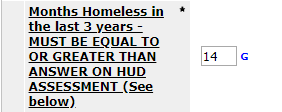 Months Homeless in *
the last 3 years -
MUST BE EQUAL TO
OR GREATER THAN
ANSWER ON HUD
ASSESSMENT (See
below)
14 G